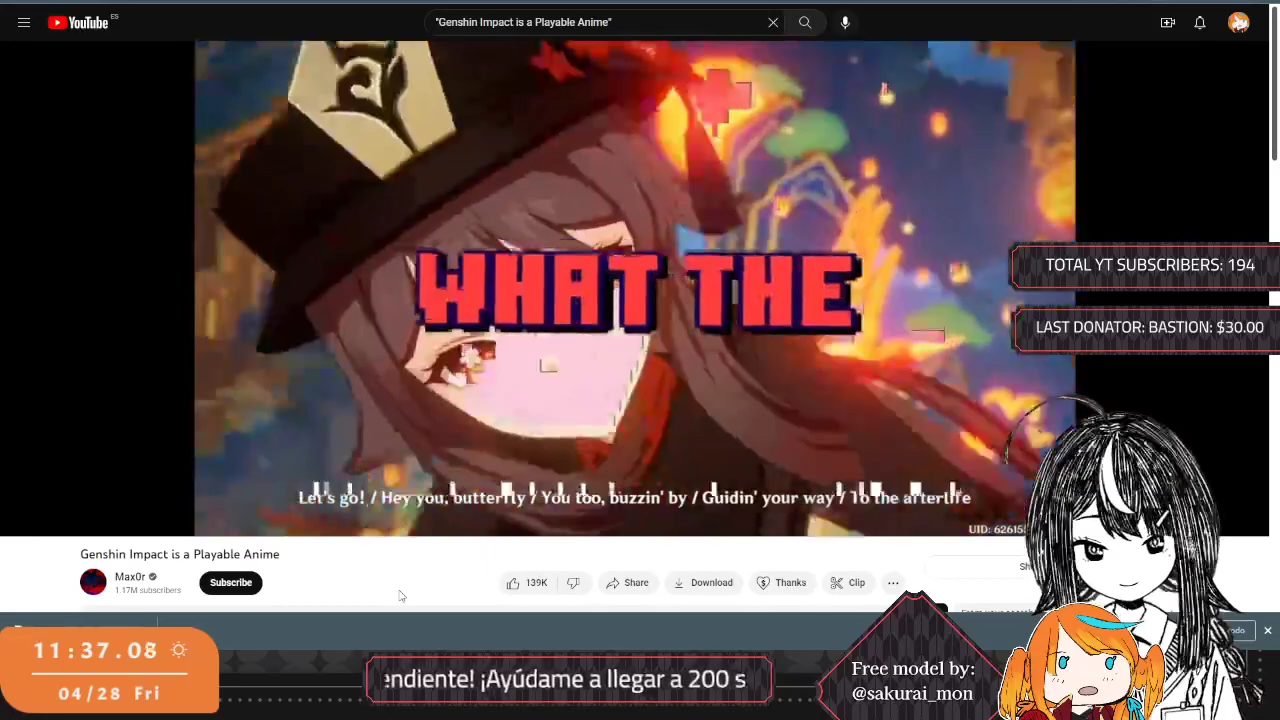 YouTube
ES
"Genshin Impact is a Playable Anime"
WHAT THE
TOTAL YT SUBSCRIBERS: 194
LAST DONATOR: BASTION: $30.00
Let's go! / Hey you, butterfly / You too, buzzin' by / Guidin' your way / To the afterlife
UID: 62615
Genshin Impact is a Playable Anime
Max0r
1.17M subscribers
Subscribe
139K
Share
Download
Thanks
Clip
11:37.08
04/28 Fri
endiente! ¡Ayúdame a llegar a 200 s
Free model by:
@sakurai_mon